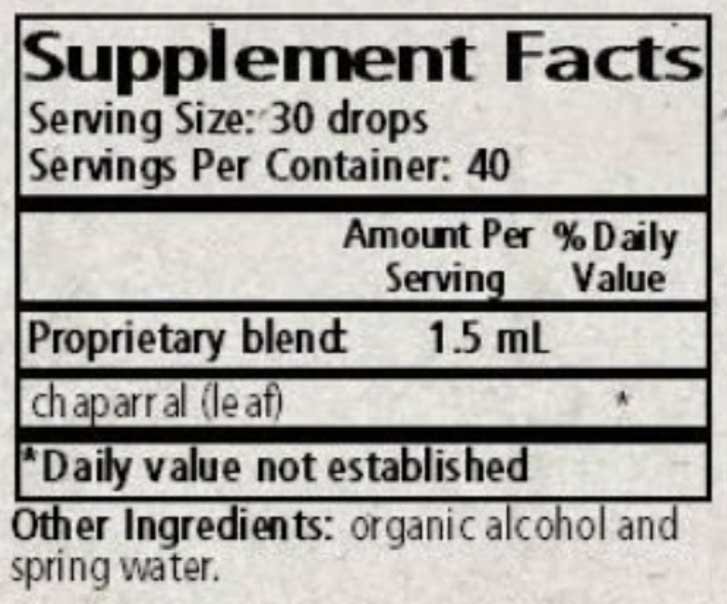 Supplement Facts
Serving Size: 30 drops
Servings Per Container: 40
Amount Per % Daily
Serving Value
Proprietary blend: 1.5 mL
chaparral (leaf) *
*Daily value not established
Other Ingredients: organic alcohol and
spring water.